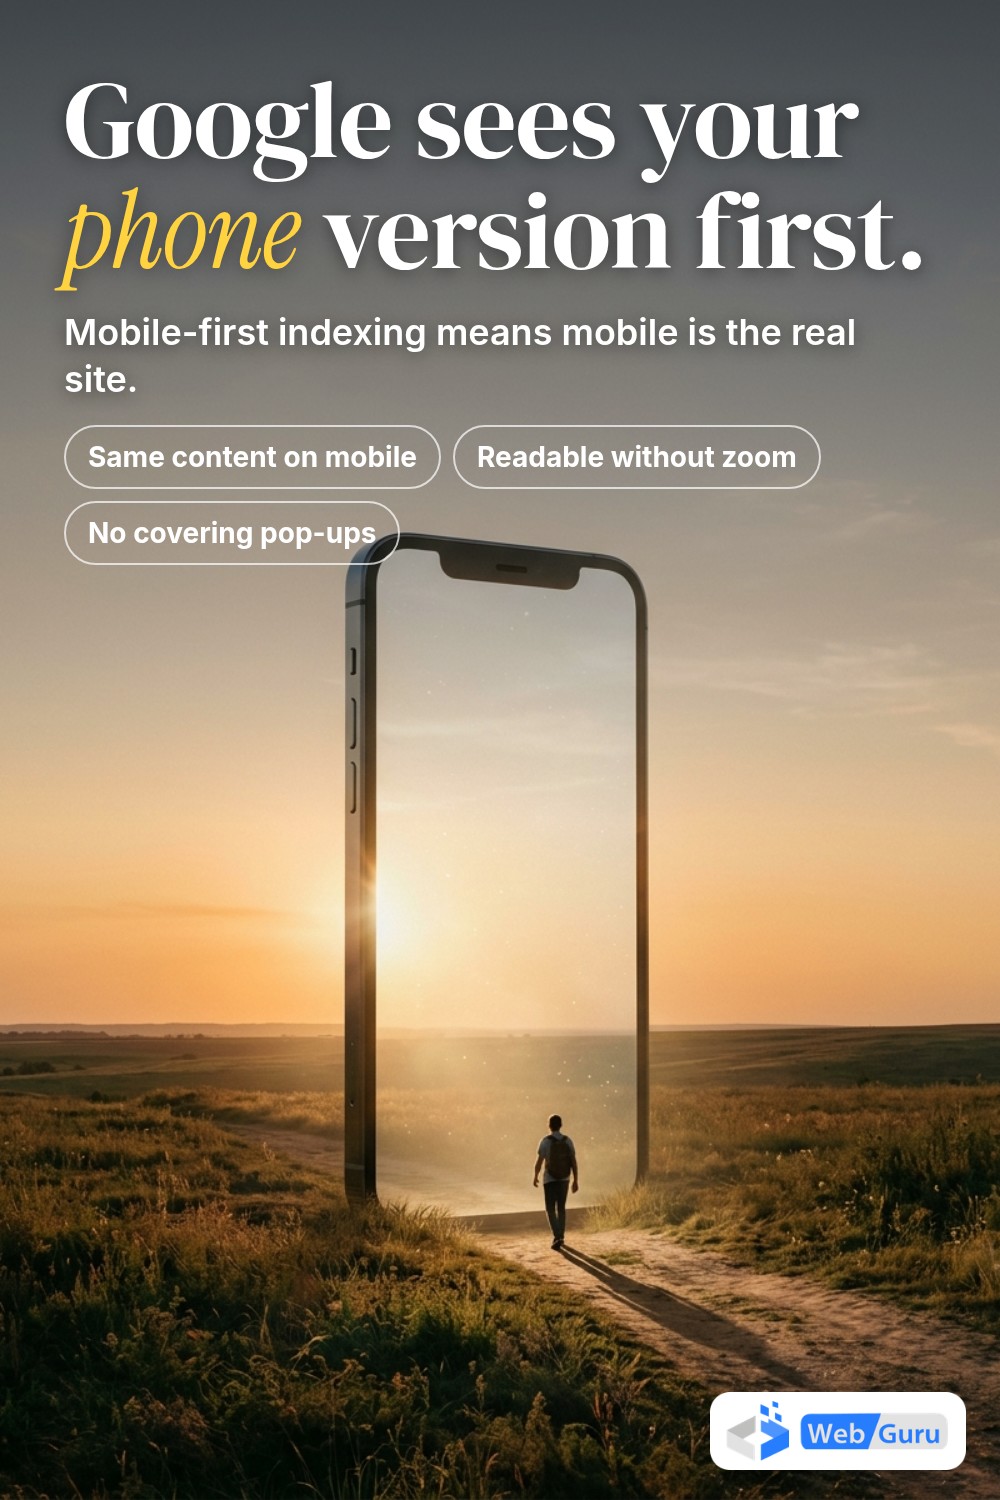 Google sees your
phone version first.
Mobile-first indexing means mobile is the real
site.
Same content on mobile
Readable without zoom
No covering pop-ups
Web Guru